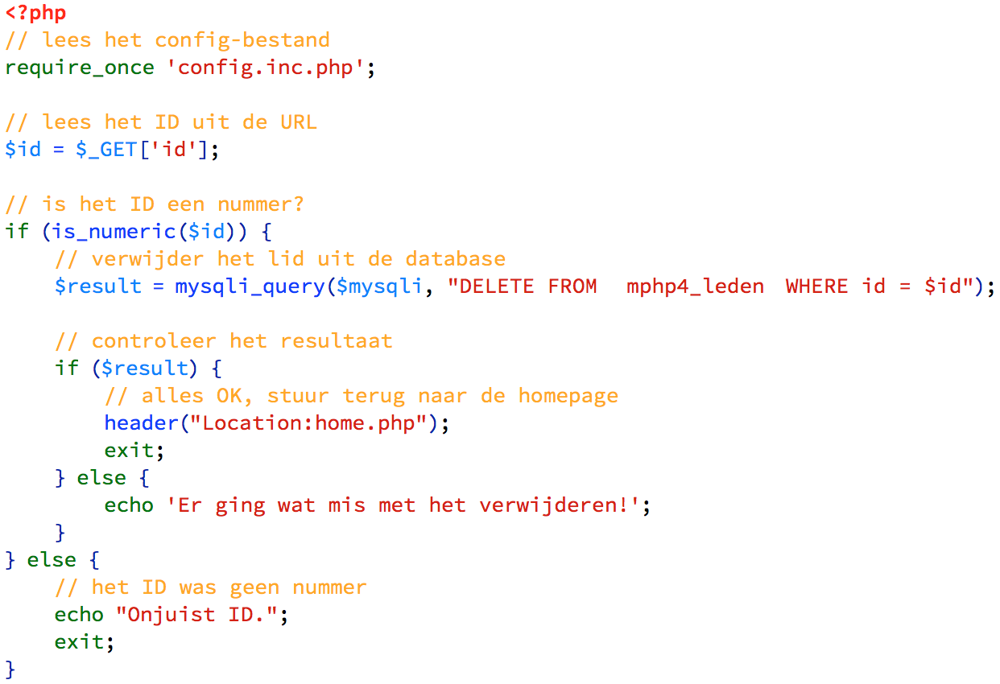 <?php
// lees het config-bestand
require_once 'config.inc.php';

// lees het ID uit de URL
$id = $_GET['id'];

// is het ID een nummer?
if (is_numeric($id)) {
    // verwijder het lid uit de database
    $result = mysqli_query($mysqli, "DELETE FROM  mphp4_leden  WHERE id = $id");

    // controleer het resultaat
    if ($result) {
        // alles OK, stuur terug naar de homepage
        header("Location:home.php");
        exit;
    } else {
        echo 'Er ging wat mis met het verwijderen!';
    }
} else {
    // het ID was geen nummer
    echo "Onjuist ID.";
    exit;
}